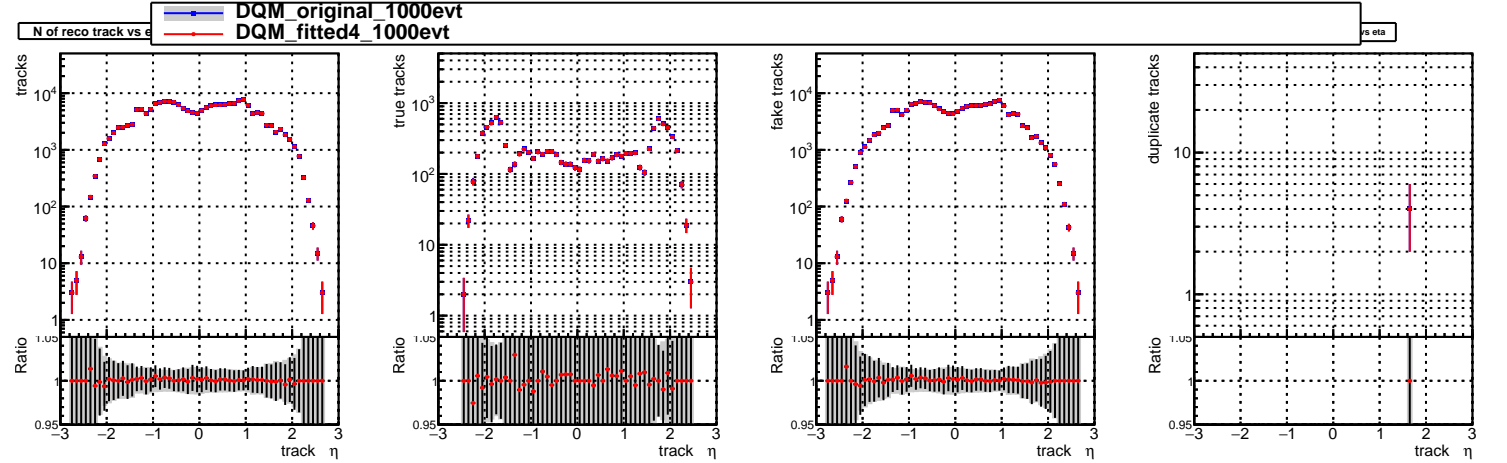 DQM_original_1000evt
DQM_fitted4_1000evt
N of reco track vs e
vs eta
tracks
10⁴
10³
10²
10
1
Ratio
1.05
1
0.95
−3 −2 −1 0 1 2 3
track η
true tracks
10³
10²
10
1
Ratio
1.05
1
0.95
−3 −2 −1 0 1 2 3
track η
fake tracks
10⁴
10³
10²
10
1
Ratio
1.05
1
0.95
−3 −2 −1 0 1 2 3
track η
duplicate tracks
10
1
Ratio
1.05
1
0.95
−3 −2 −1 0 1 2 3
track η